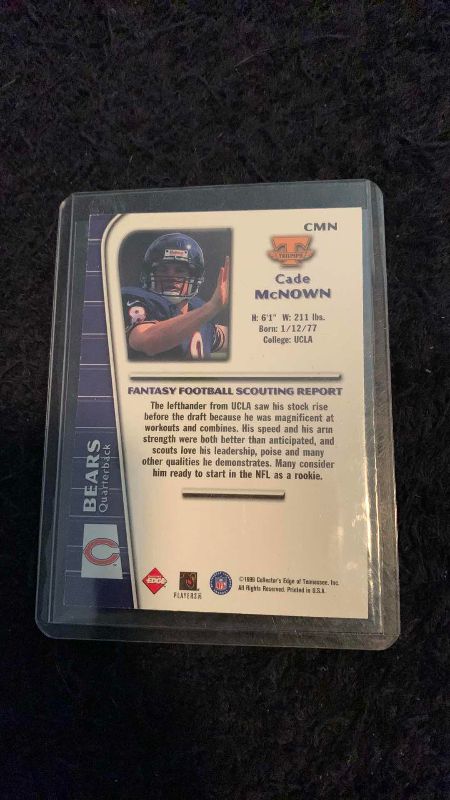 CMN
TRIUMPH
Cade
McNOWN
H: 6'1" W: 211 lbs.
Born: 1/12/77
College: UCLA
8
FANTASY FOOTBALL SCOUTING REPORT
The lefthander from UCLA saw his stock rise
before the draft because he was magnificent at
workouts and combines. His speed and his arm
strength were both better than anticipated, and
scouts love his leadership, poise and many
other qualities he demonstrates. Many consider
him ready to start in the NFL as a rookie.
BEARS
Quarterback
C
EDGE
PLAYERS INC
NFL
©1999 Collector's Edge of Tennessee, Inc.
All Rights Reserved. Printed in U.S.A.